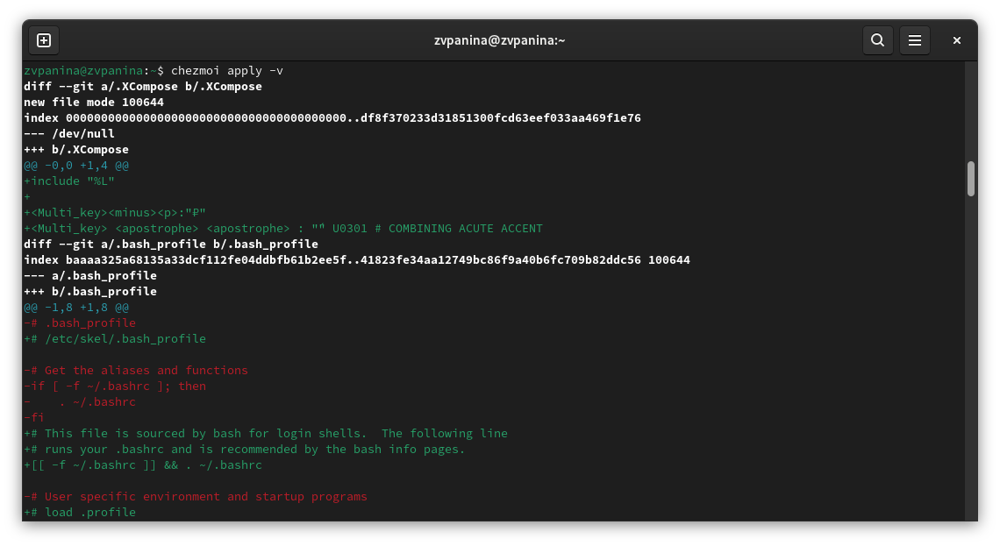 zvpanina@zvpanina:~
zvpanina@zvpanina:~$ chezmoi apply -v
diff --git a/.XCompose b/.XCompose
new file mode 100644
index 0000000000000000000000000000000000000000..df8f370233d31851300fcd63eef033aa469f1e76
--- /dev/null
+++ b/.XCompose
@@ -0,0 +1,4 @@
+include "%L"
+
+<Multi_key><minus><p>:"₽"
+<Multi_key> <apostrophe> <apostrophe> : "́" U0301 # COMBINING ACUTE ACCENT
diff --git a/.bash_profile b/.bash_profile
index baaaa325a68135a33dcf112fe04ddbfb61b2ee5f..41823fe34aa12749bc86f9a40b6fc709b82ddc56 100644
--- a/.bash_profile
+++ b/.bash_profile
@@ -1,8 +1,8 @@
-# .bash_profile
+# /etc/skel/.bash_profile

-# Get the aliases and functions
-if [ -f ~/.bashrc ]; then
-    . ~/.bashrc
-fi
+# This file is sourced by bash for login shells.  The following line
+# runs your .bashrc and is recommended by the bash info pages.
+[[ -f ~/.bashrc ]] && . ~/.bashrc

-# User specific environment and startup programs
+# load .profile